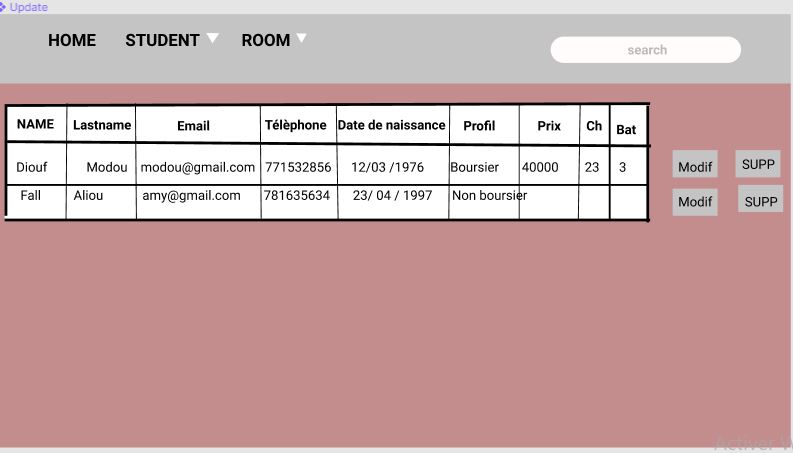 Update
HOME STUDENT ROOM search
NAME Lastname Email Télèphone Date de naissance Profil Prix Ch Bat
Diouf Modou modou@gmail.com 771532856 12/03 /1976 Boursier 40000 23 3 Modif SUPP
Fall Aliou amy@gmail.com 781635634 23/ 04 / 1997 Non boursier Modif SUPP
Activer